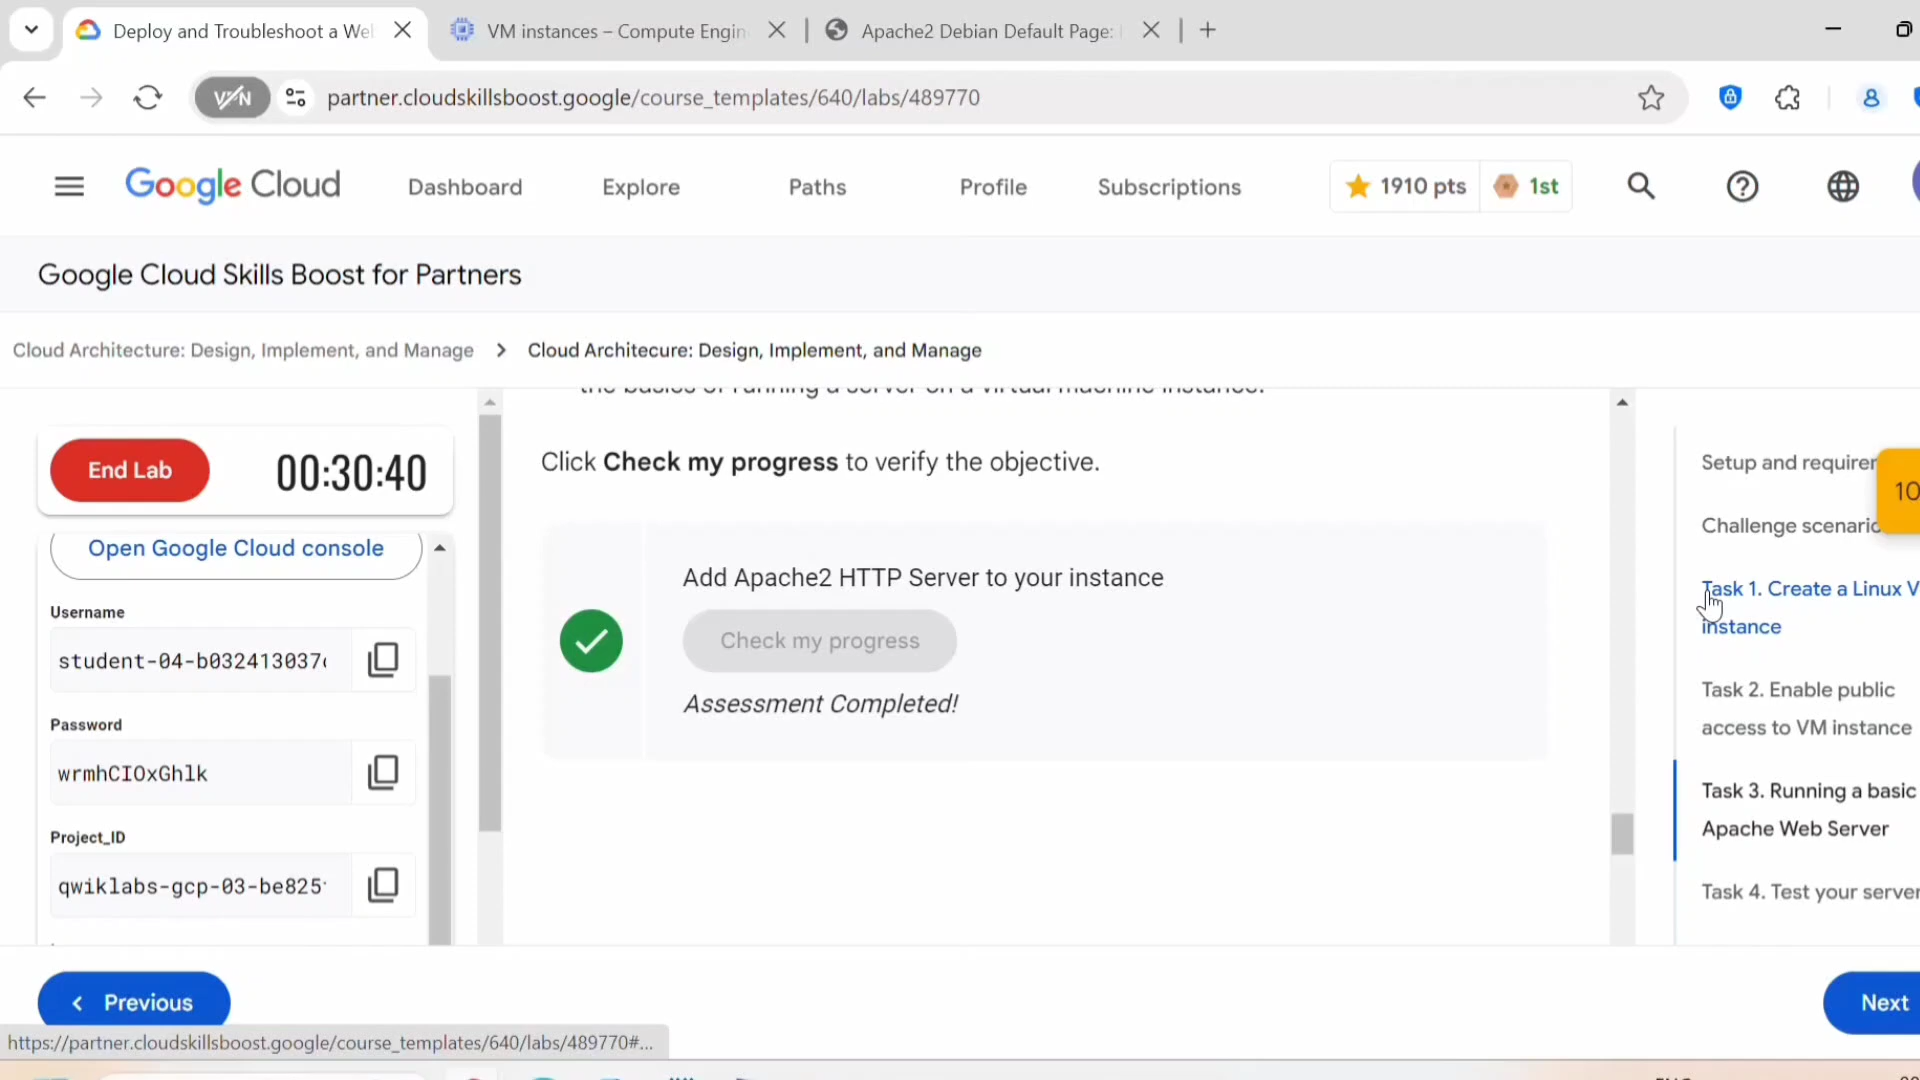 Deploy and Troubleshoot a We
VM instances – Compute Engin
Apache2 Debian Default Page:
VPN
partner.cloudskillsboost.google/course_templates/640/labs/489770
Google Cloud
Dashboard
Explore
Paths
Profile
Subscriptions
1910 pts
1st
Google Cloud Skills Boost for Partners
Cloud Architecture: Design, Implement, and Manage
Cloud Architecure: Design, Implement, and Manage
the basics of running a server on a virtual machine instance.
End Lab
00:30:40
Click Check my progress to verify the objective.
Open Google Cloud console
Username
student-04-b032413037
Password
wrmhCIOxGhlk
Project_ID
qwiklabs-gcp-03-be825
Add Apache2 HTTP Server to your instance
Check my progress
Assessment Completed!
Setup and requirem
10
Challenge scenario
Task 1. Create a Linux V
instance
Task 2. Enable public
access to VM instance
Task 3. Running a basic
Apache Web Server
Task 4. Test your server
Previous
Next
https://partner.cloudskillsboost.google/course_templates/640/labs/489770#...